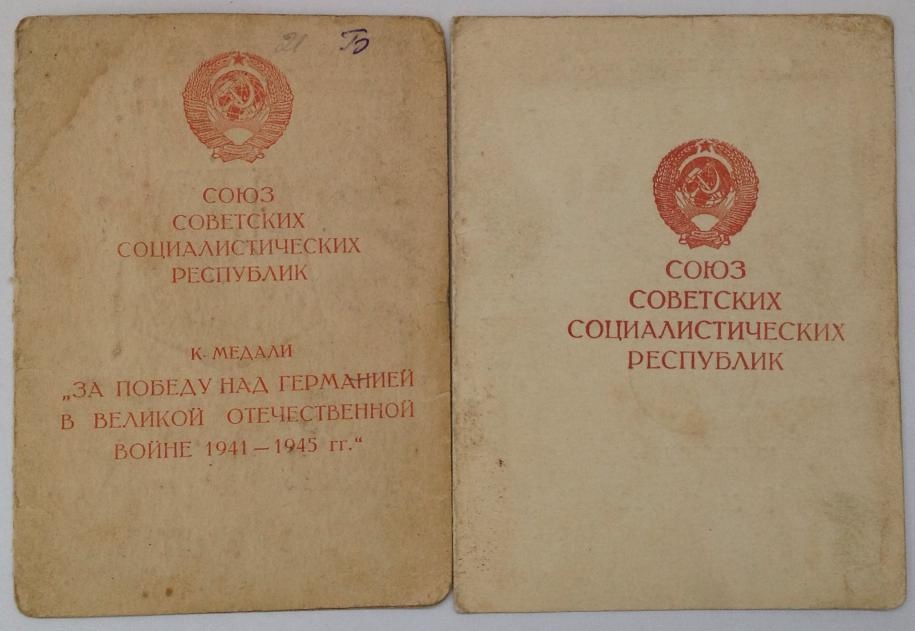 21 Б
СОЮЗ
СОВЕТСКИХ
СОЦИАЛИСТИЧЕСКИХ
РЕСПУБЛИК
К МЕДАЛИ
„ЗА ПОБЕДУ НАД ГЕРМАНИЕЙ
В ВЕЛИКОЙ ОТЕЧЕСТВЕННОЙ
ВОЙНЕ 1941 — 1945 гг.“
СОЮЗ
СОВЕТСКИХ
СОЦИАЛИСТИЧЕСКИХ
РЕСПУБЛИК